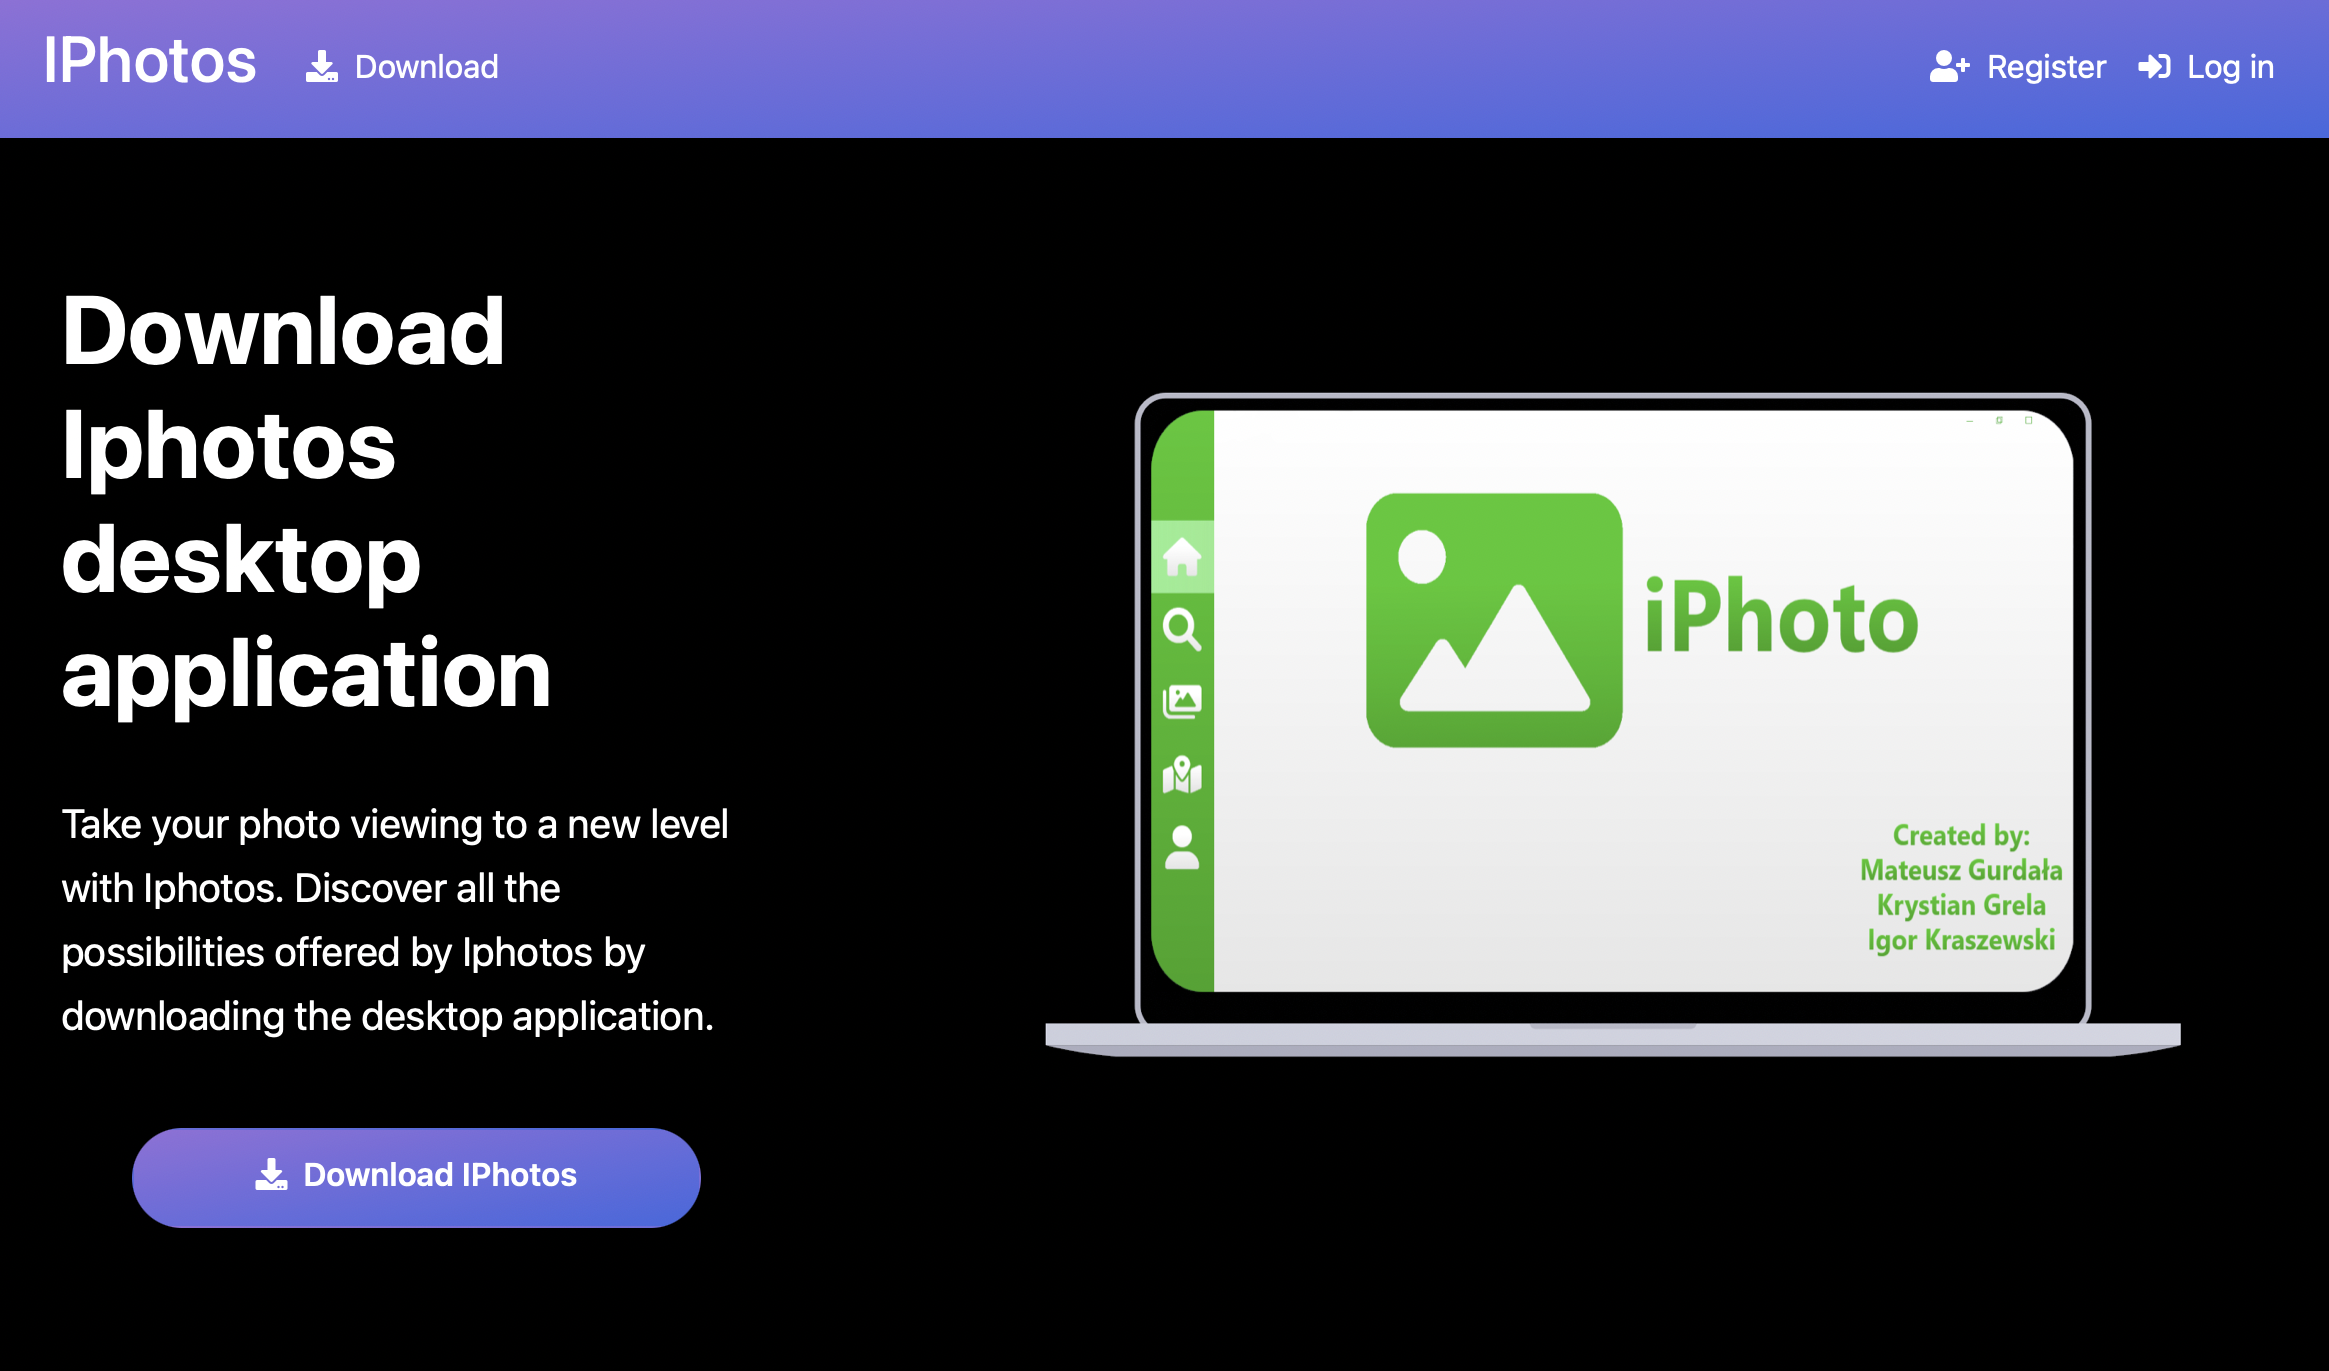 IPhotos
Download
Register
Log in
Download
Iphotos
desktop
application
Take your photo viewing to a new level
with Iphotos. Discover all the
possibilities offered by Iphotos by
downloading the desktop application.
Download IPhotos
iPhoto
Created by:
Mateusz Gurdała
Krystian Grela
Igor Kraszewski